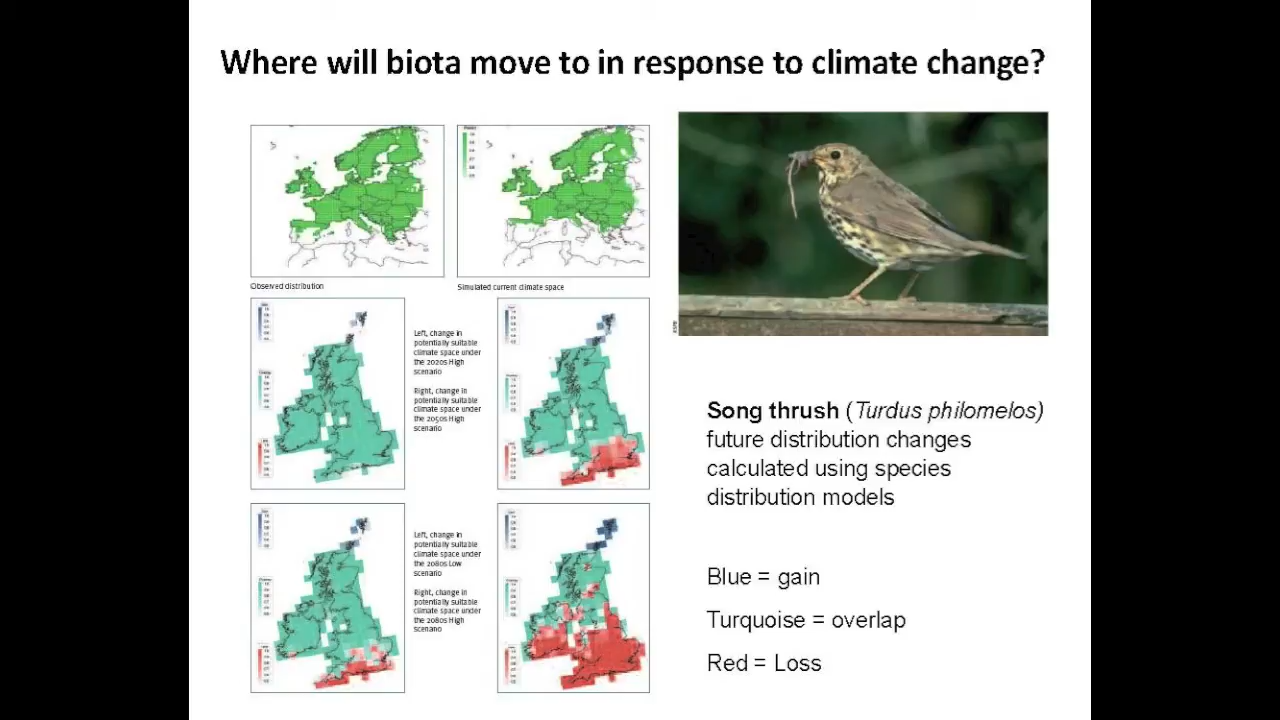 Where will biota move to in response to climate change?
Observed distribution
Simulated current climate space
Left, change in
potentially suitable
climate space under
the 2020s High
scenario
Right, change in
potentially suitable
climate space under
the 2050s High
scenario
Left, change in
potentially suitable
climate space under
the 2080s Low
scenario
Right, change in
potentially suitable
climate space under
the 2080s High
scenario
Song thrush (Turdus philomelos)
future distribution changes
calculated using species
distribution models
Blue = gain
Turquoise = overlap
Red = Loss